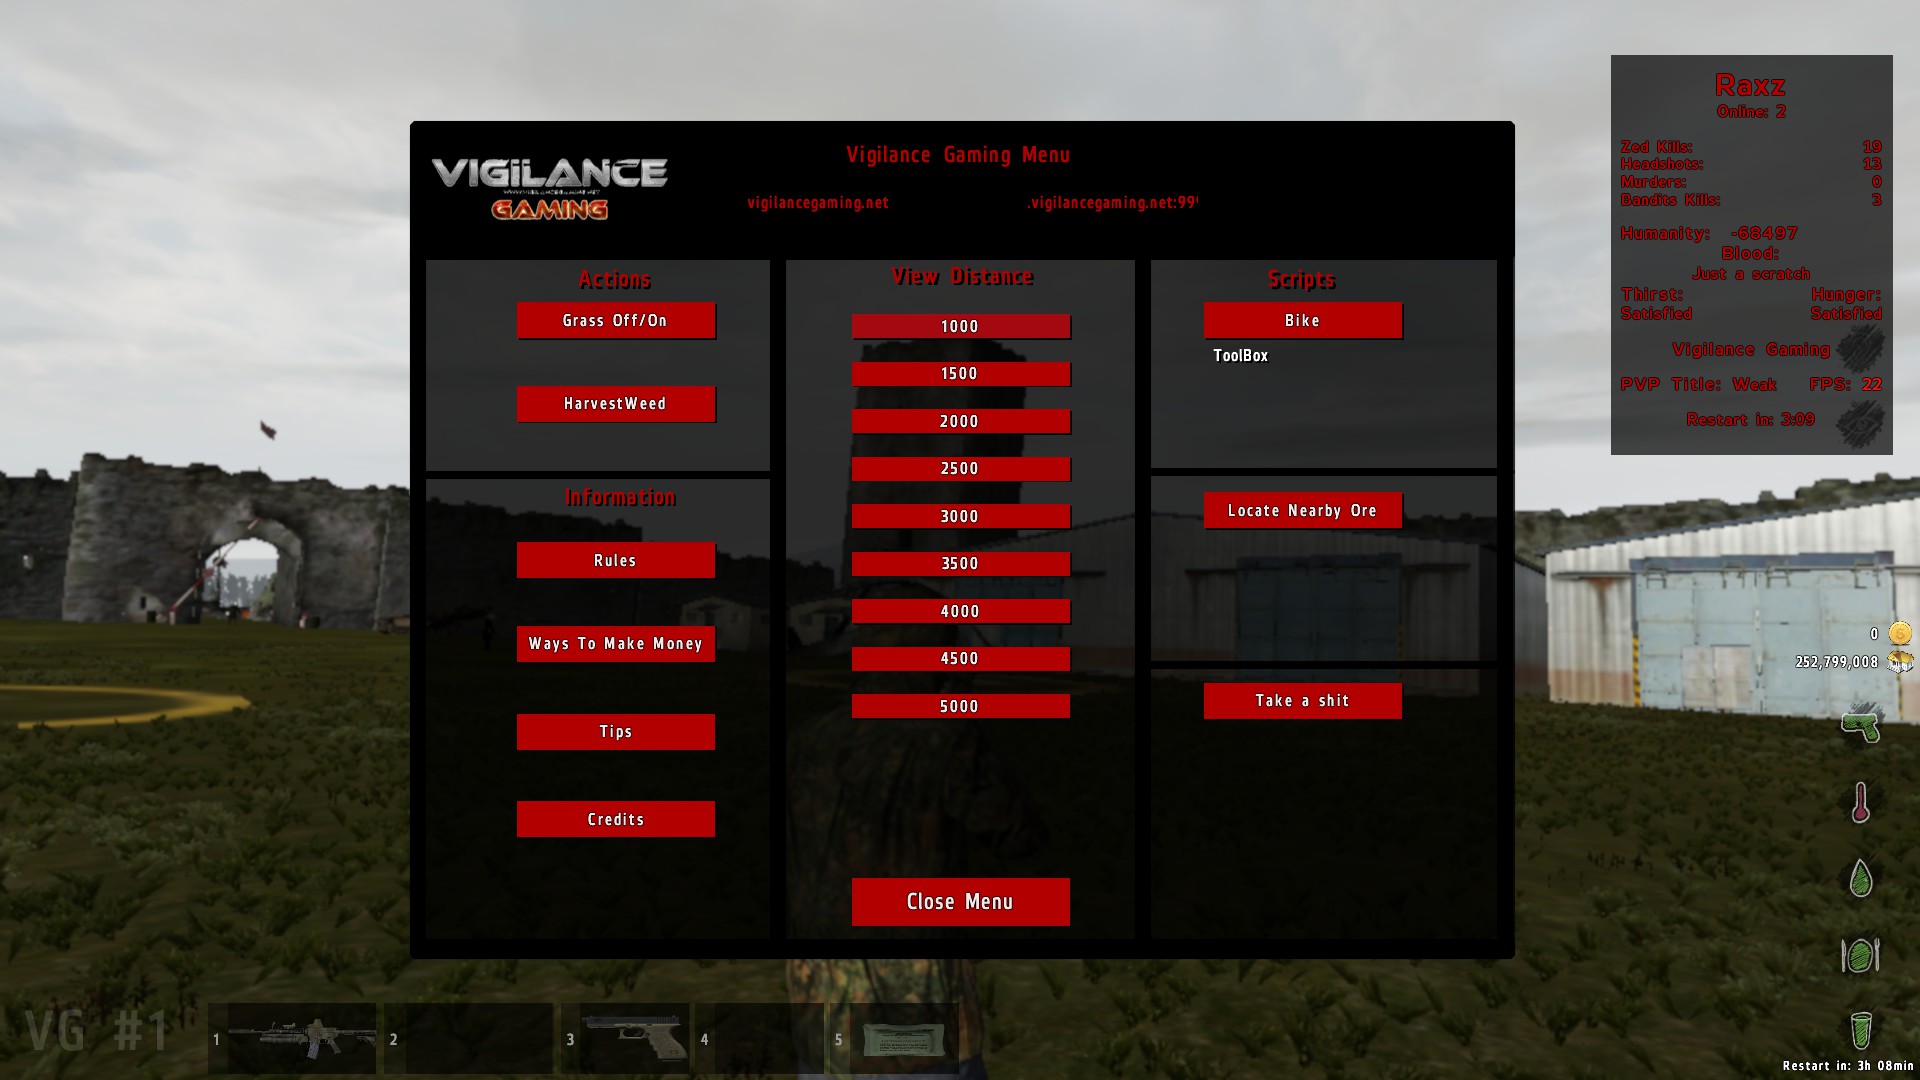 Vigilance Gaming Menu
VIGILANCE
GAMING
vigilancegaming.net
.vigilancegaming.net:99
Actions
Grass Off/On
HarvestWeed
Information
Rules
Ways To Make Money
Tips
Credits
View Distance
1000
1500
2000
2500
3000
3500
4000
4500
5000
Close Menu
Scripts
Bike
ToolBox
Locate Nearby Ore
Take a shit
Raxz
Online: 2
Zed Kills: 19
Headshots: 13
Murders: 0
Bandits Kills: 3
Humanity: -68497
Blood:
Just a scratch
Thirst: Hunger:
Satisfied Satisfied
Vigilance Gaming
PVP Title: Weak FPS: 22
Restart in: 3:09
0
252,799,008
VG #1
1
2
3
4
5
Restart in: 3h 08min